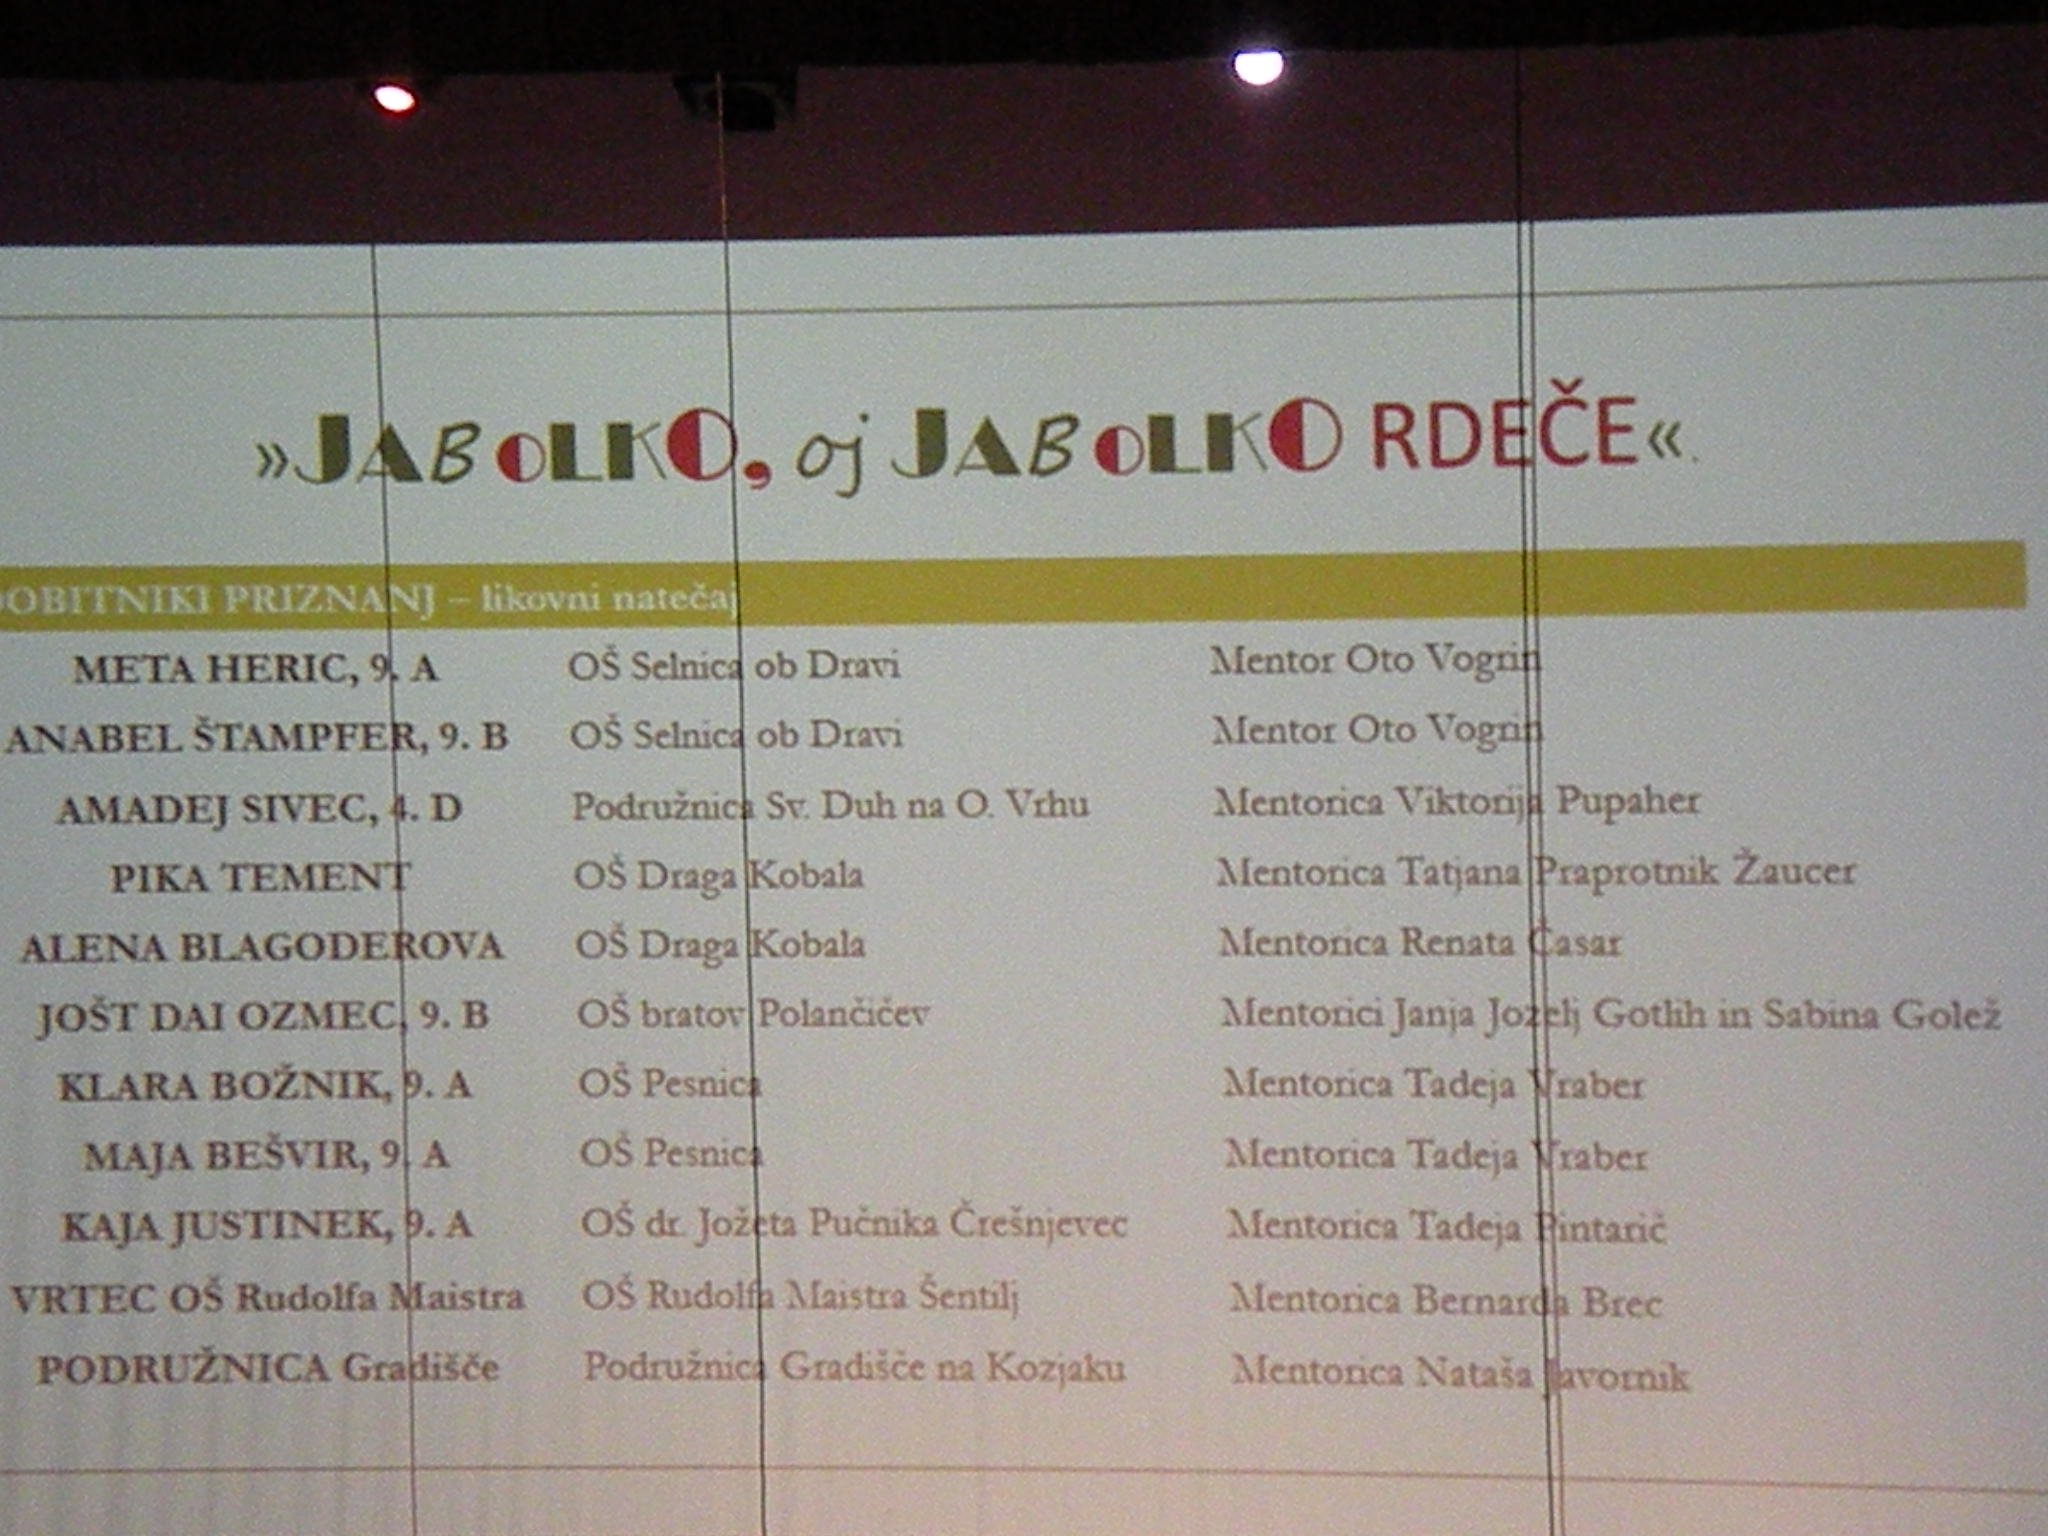 »JABOLKO, oj JABOLKO RDEČE«.
OBITNIKI PRIZNANJ – likovni natečaj
META HERIC, 9. A OŠ Selnica ob Dravi Mentor Oto Vogrin
ANABEL ŠTAMPFER, 9. B OŠ Selnica ob Dravi Mentor Oto Vogrin
AMADEJ SIVEC, 4. D Podružnica Sv. Duh na O. Vrhu Mentorica Viktorija Pupaher
PIKA TEMENT OŠ Draga Kobala Mentorica Tatjana Praprotnik Žaucer
ALENA BLAGODEROVA OŠ Draga Kobala Mentorica Renata Časar
JOŠT DAI OZMEC, 9. B OŠ bratov Polančičev Mentorici Janja Jozelj Gotlih in Sabina Golež
KLARA BOŽNIK, 9. A OŠ Pesnica Mentorica Tadeja Vraber
MAJA BEŠVIR, 9. A OŠ Pesnica Mentorica Tadeja Vraber
KAJA JUSTINEK, 9. A OŠ dr. Jožeta Pučnika Črešnjevec Mentorica Tadeja Pintarič
VRTEC OŠ Rudolfa Maistra OŠ Rudolfa Maistra Šentilj Mentorica Bernarda Brec
PODRUŽNICA Gradišče Podružnica Gradišče na Kozjaku Mentorica Nataša Javornik